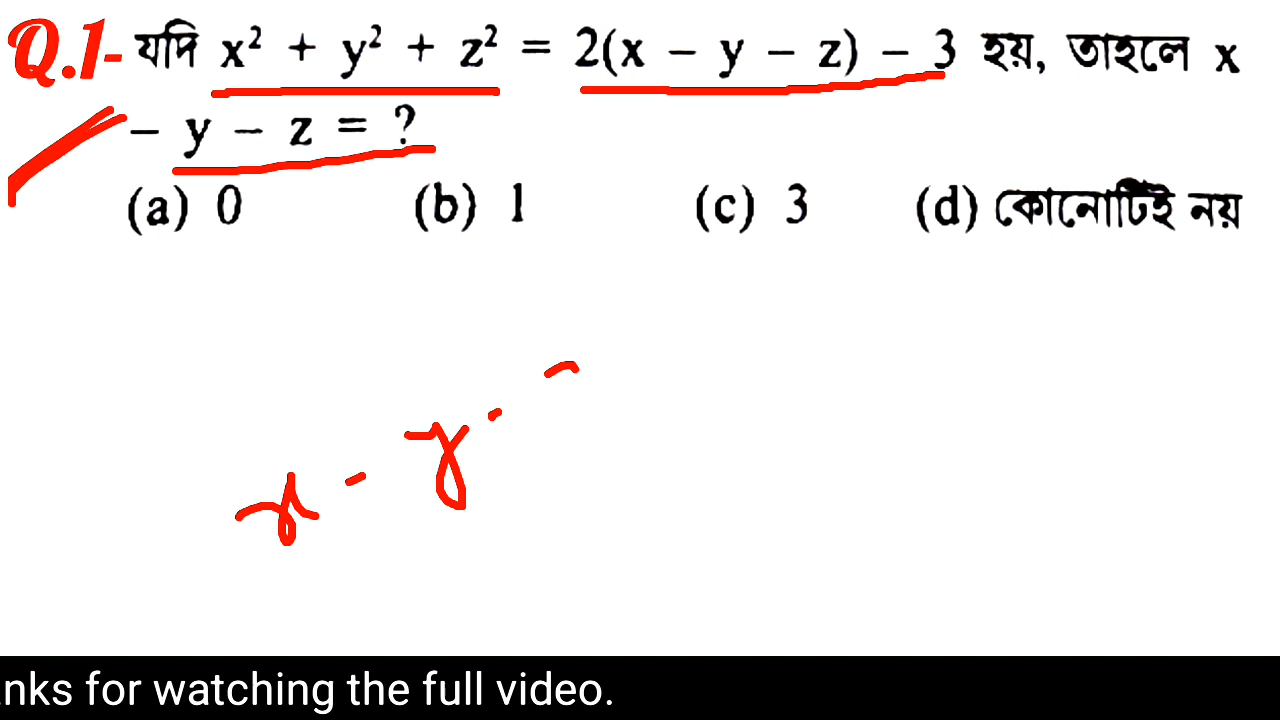 Q.1- যদি x² + y² + z² = 2(x − y − z) − 3 হয়, তাহলে x
− y − z = ?
(a) 0 (b) 1 (c) 3 (d) কোনোটিই নয়
x - y -
nks for watching the full video.